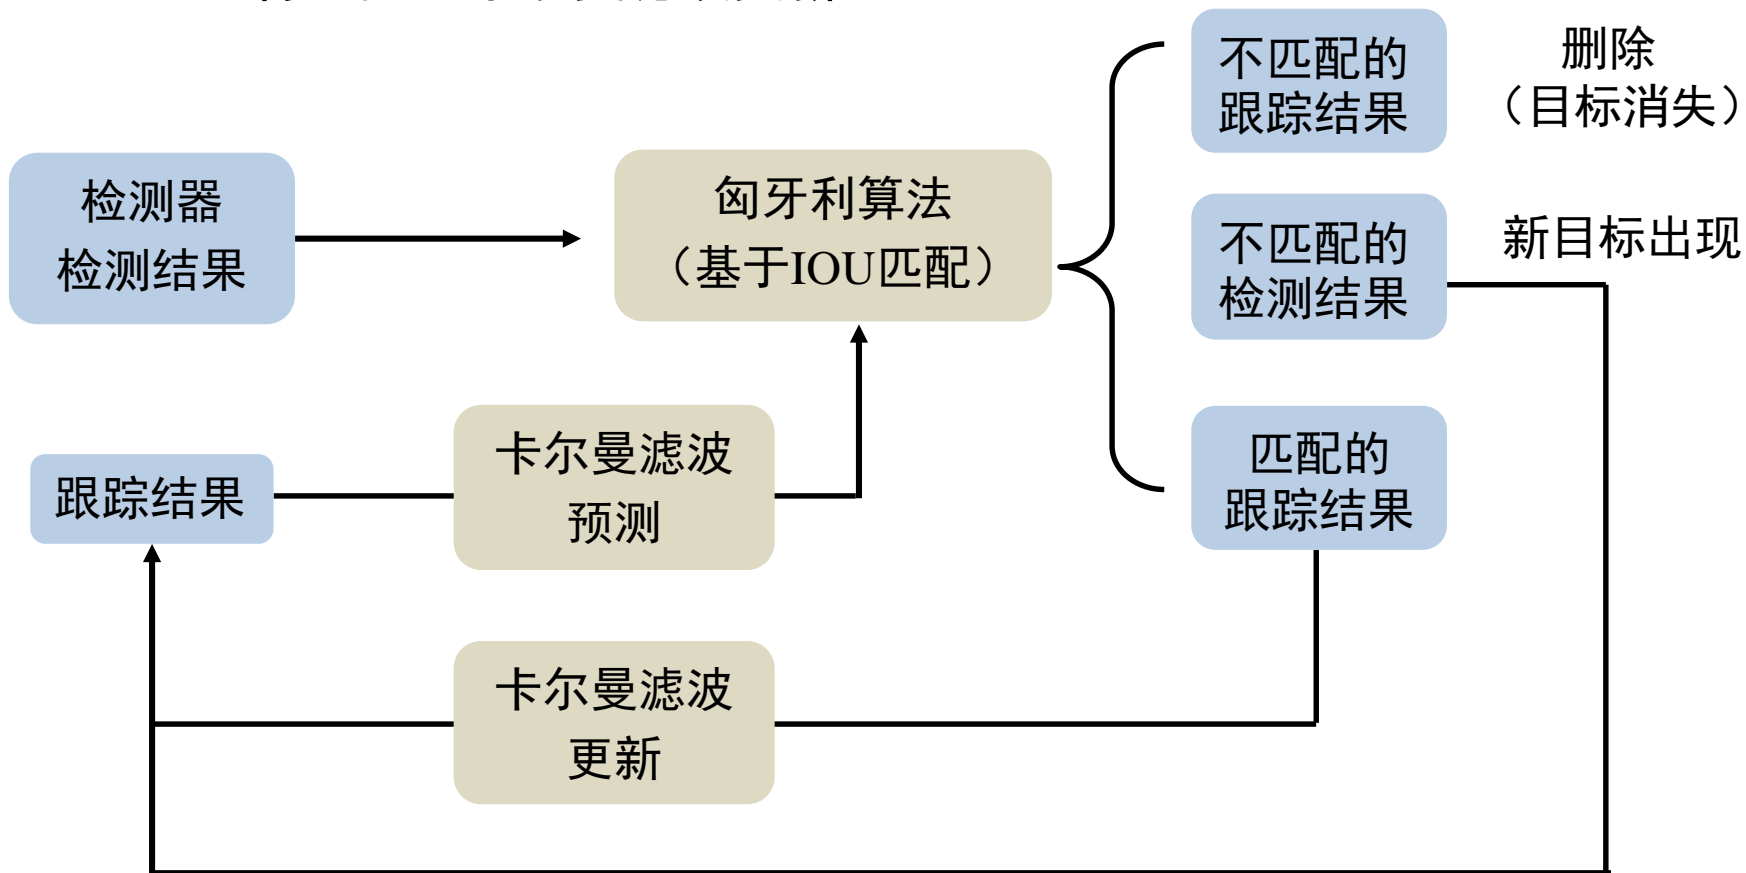 检测器
检测结果
匈牙利算法
（基于IOU匹配）
不匹配的
跟踪结果
删除
（目标消失）
不匹配的
检测结果
新目标出现
匹配的
跟踪结果
跟踪结果
卡尔曼滤波
预测
卡尔曼滤波
更新